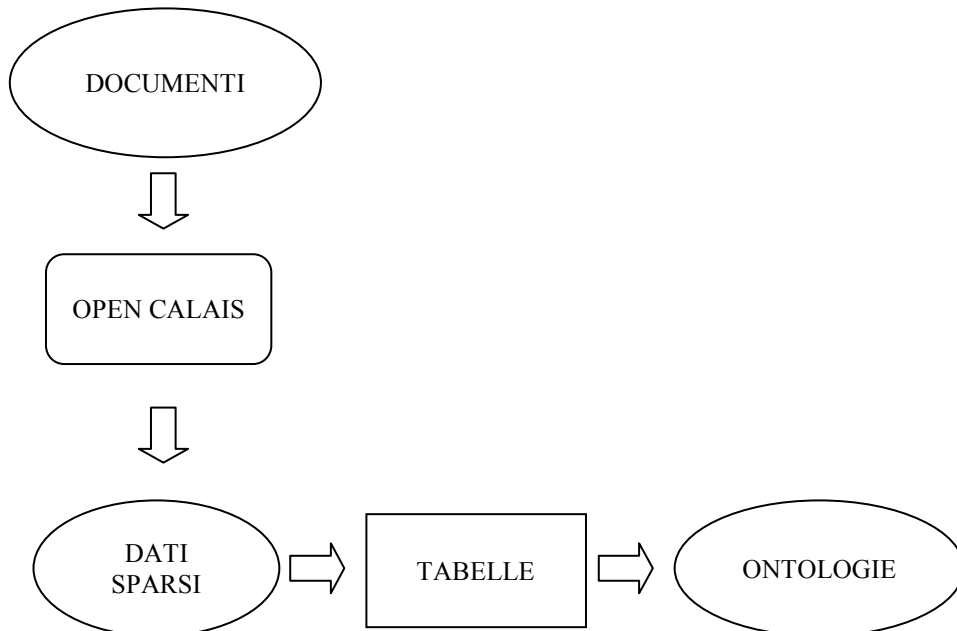 DOCUMENTI
OPEN CALAIS
DATI
SPARSI
TABELLE
ONTOLOGIE